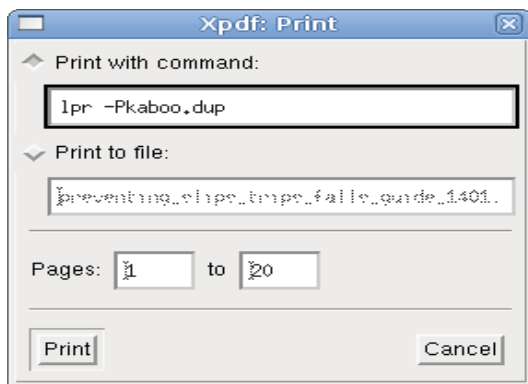 Xpdf: Print
Print with command:
lpr -Pkaboo.dup
Print to file:
preventing_slips_trips_falls_guide_1401.
Pages: 1 to 20
Print Cancel